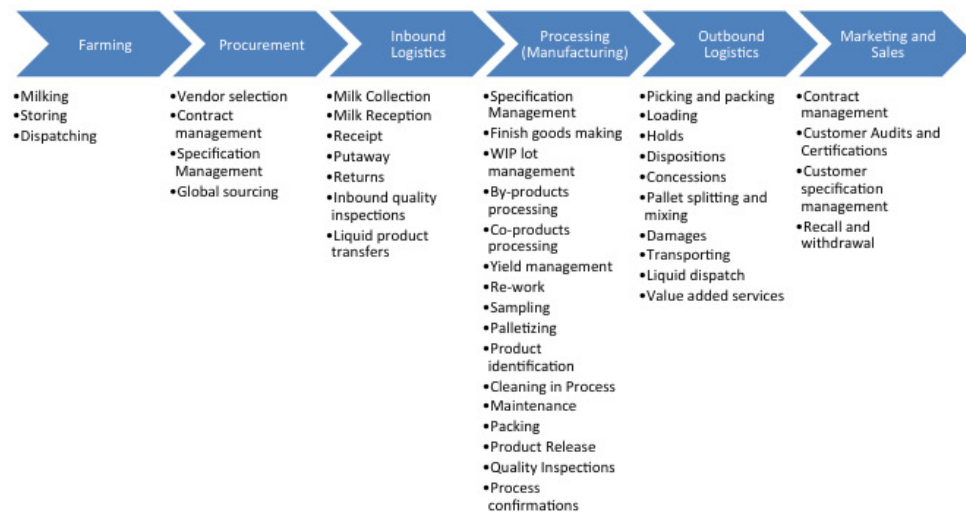 Farming
Procurement
Inbound
Logistics
Processing
(Manufacturing)
Outbound
Logistics
Marketing and
Sales
•Milking
•Storing
•Dispatching
•Vendor selection
•Contract
management
•Specification
Management
•Global sourcing
•Milk Collection
•Milk Reception
•Receipt
•Putaway
•Returns
•Inbound quality
inspections
•Liquid product
transfers
•Specification
Management
•Finish goods making
•WIP lot
management
•By-products
processing
•Co-products
processing
•Yield management
•Re-work
•Sampling
•Palletizing
•Product
identification
•Cleaning in Process
•Maintenance
•Packing
•Product Release
•Quality Inspections
•Process
confirmations
•Picking and packing
•Loading
•Holds
•Dispositions
•Concessions
•Pallet splitting and
mixing
•Damages
•Transporting
•Liquid dispatch
•Value added services
•Contract
management
•Customer Audits and
Certifications
•Customer
specification
management
•Recall and
withdrawal